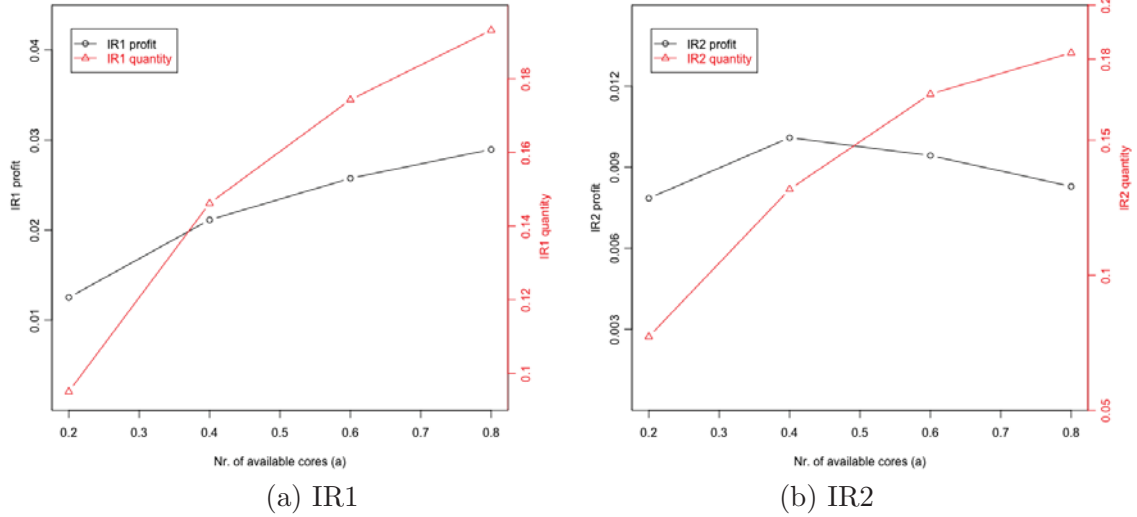 IR1 profit
IR1 quantity
0.04
0.03
0.02
0.01
IR1 profit
0.18
0.16
0.14
0.12
0.1
IR1 quantity
0.2 0.3 0.4 0.5 0.6 0.7 0.8
Nr. of available cores (a)
(a) IR1
IR2 profit
IR2 quantity
0.012
0.009
0.006
0.003
IR2 profit
0.2
0.18
0.15
0.1
0.05
IR2 quantity
0.2 0.3 0.4 0.5 0.6 0.7 0.8
Nr. of available cores (a)
(b) IR2